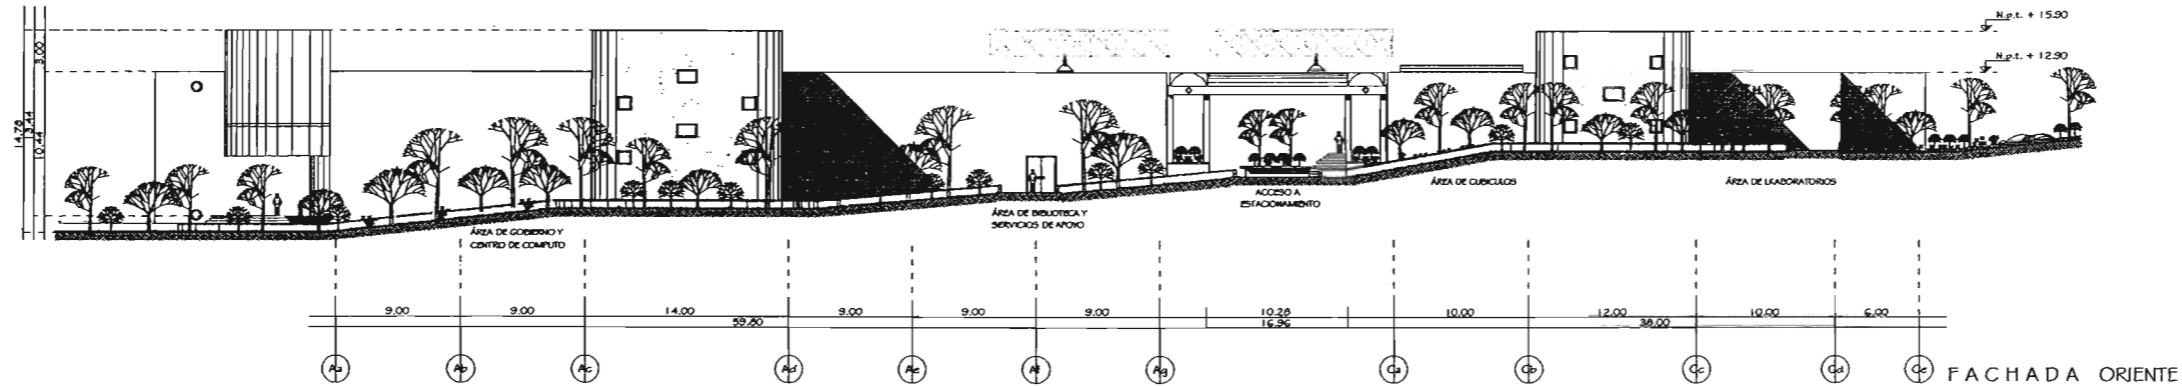 N.p.t. + 15.90
3.00
N.p.t. + 12.90
14.78
13.44
10.44
ÁREA DE GOBIERNO Y
CENTRO DE COMPUTO
ÁREA DE BIBLIOTECA Y
SERVICIOS DE APOYO
ACCESO A
ESTACIONAMIENTO
ÁREA DE CUBICULOS
ÁREA DE LKABORATORIOS
9.00 9.00 14.00 9.00 9.00 9.00 10.28 10.00 12.00 10.00 6.00
59.80 16.96 38.00
Aa Ab Ac Ad Ae Af Ag Ca Cb Cc Cd Ce
FACHADA ORIENTE